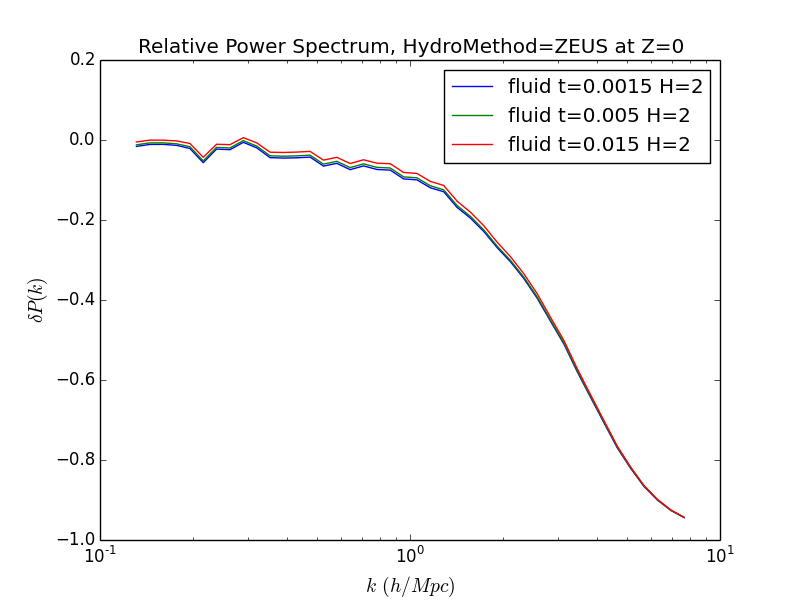 Relative Power Spectrum, HydroMethod=ZEUS at Z=0
fluid t=0.0015 H=2
fluid t=0.005 H=2
fluid t=0.015 H=2
0.2
0.0
−0.2
−0.4
−0.6
−0.8
−1.0
δP(k)
10⁻¹ 10⁰ 10¹
k (h/Mpc)